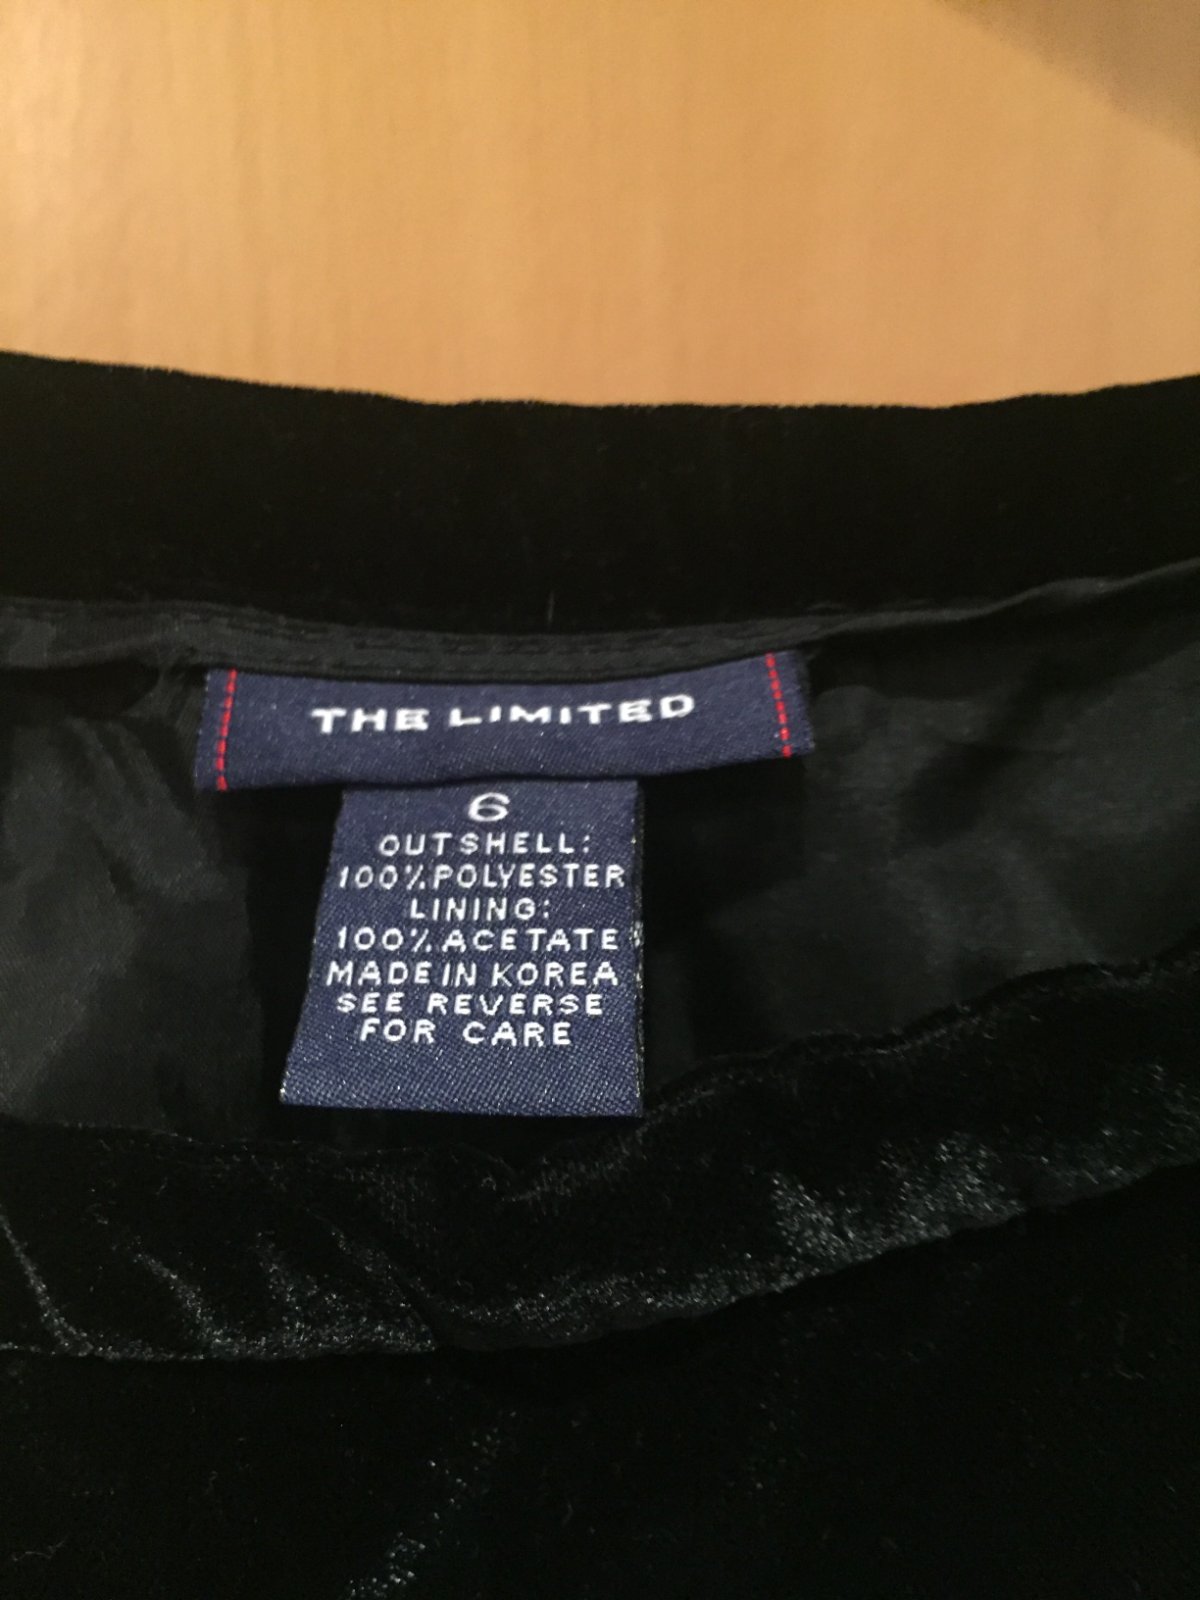 THE LIMITED
6
OUTSHELL:
100% POLYESTER
LINING:
100% ACETATE
MADE IN KOREA
SEE REVERSE
FOR CARE